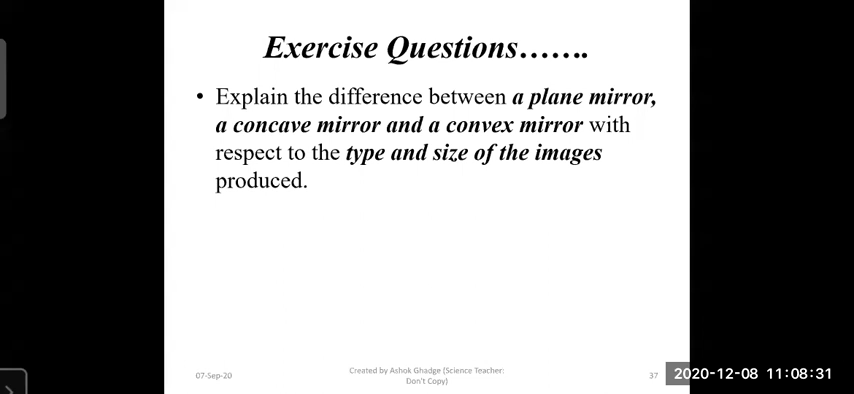 Exercise Questions…….
• Explain the difference between a plane mirror,
a concave mirror and a convex mirror with
respect to the type and size of the images
produced.
07-Sep-20
Created by Ashok Ghadge (Science Teacher:
Don't Copy)
37
2020-12-08 11:08:31